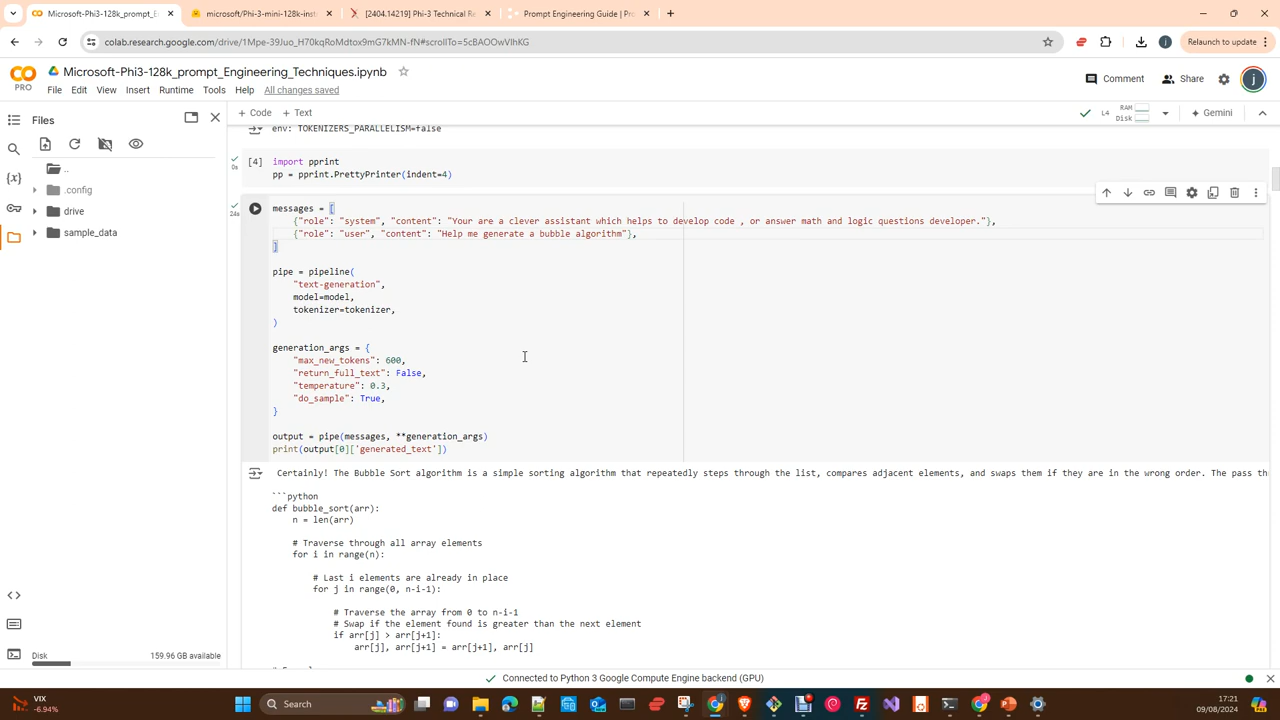 Microsoft-Phi3-128k_prompt_E
microsoft/Phi-3-mini-128k-inst
[2404.14219] Phi-3 Technical Re
Prompt Engineering Guide | Pro
colab.research.google.com/drive/1Mpe-39Juo_H70kqRoMdtox9mG7kMN-fN#scrollTo=5cBAOOwVIhKG
Relaunch to update
Microsoft-Phi3-128k_prompt_Engineering_Techniques.ipynb
PRO
File Edit View Insert Runtime Tools Help All changes saved
Comment
Share
j
Files
+ Code + Text
L4
RAM
Disk
Gemini
env: TOKENIZERS_PARALLELISM=false
..
.config
drive
sample_data
0s
[4]
import pprint
pp = pprint.PrettyPrinter(indent=4)
24s
messages = [
{"role": "system", "content": "Your are a clever assistant which helps to develop code , or answer math and logic questions developer."},
{"role": "user", "content": "Help me generate a bubble algorithm"},
]
pipe = pipeline(
"text-generation",
model=model,
tokenizer=tokenizer,
)
generation_args = {
"max_new_tokens": 600,
"return_full_text": False,
"temperature": 0.3,
"do_sample": True,
}
output = pipe(messages, **generation_args)
print(output[0]['generated_text'])
Certainly! The Bubble Sort algorithm is a simple sorting algorithm that repeatedly steps through the list, compares adjacent elements, and swaps them if they are in the wrong order. The pass th
```python
def bubble_sort(arr):
n = len(arr)
# Traverse through all array elements
for i in range(n):
# Last i elements are already in place
for j in range(0, n-i-1):
# Traverse the array from 0 to n-i-1
# Swap if the element found is greater than the next element
if arr[j] > arr[j+1]:
arr[j], arr[j+1] = arr[j+1], arr[j]
Disk
159.96 GB available
Connected to Python 3 Google Compute Engine backend (GPU)
VIX
-6.94%
Search
17:21
09/08/2024